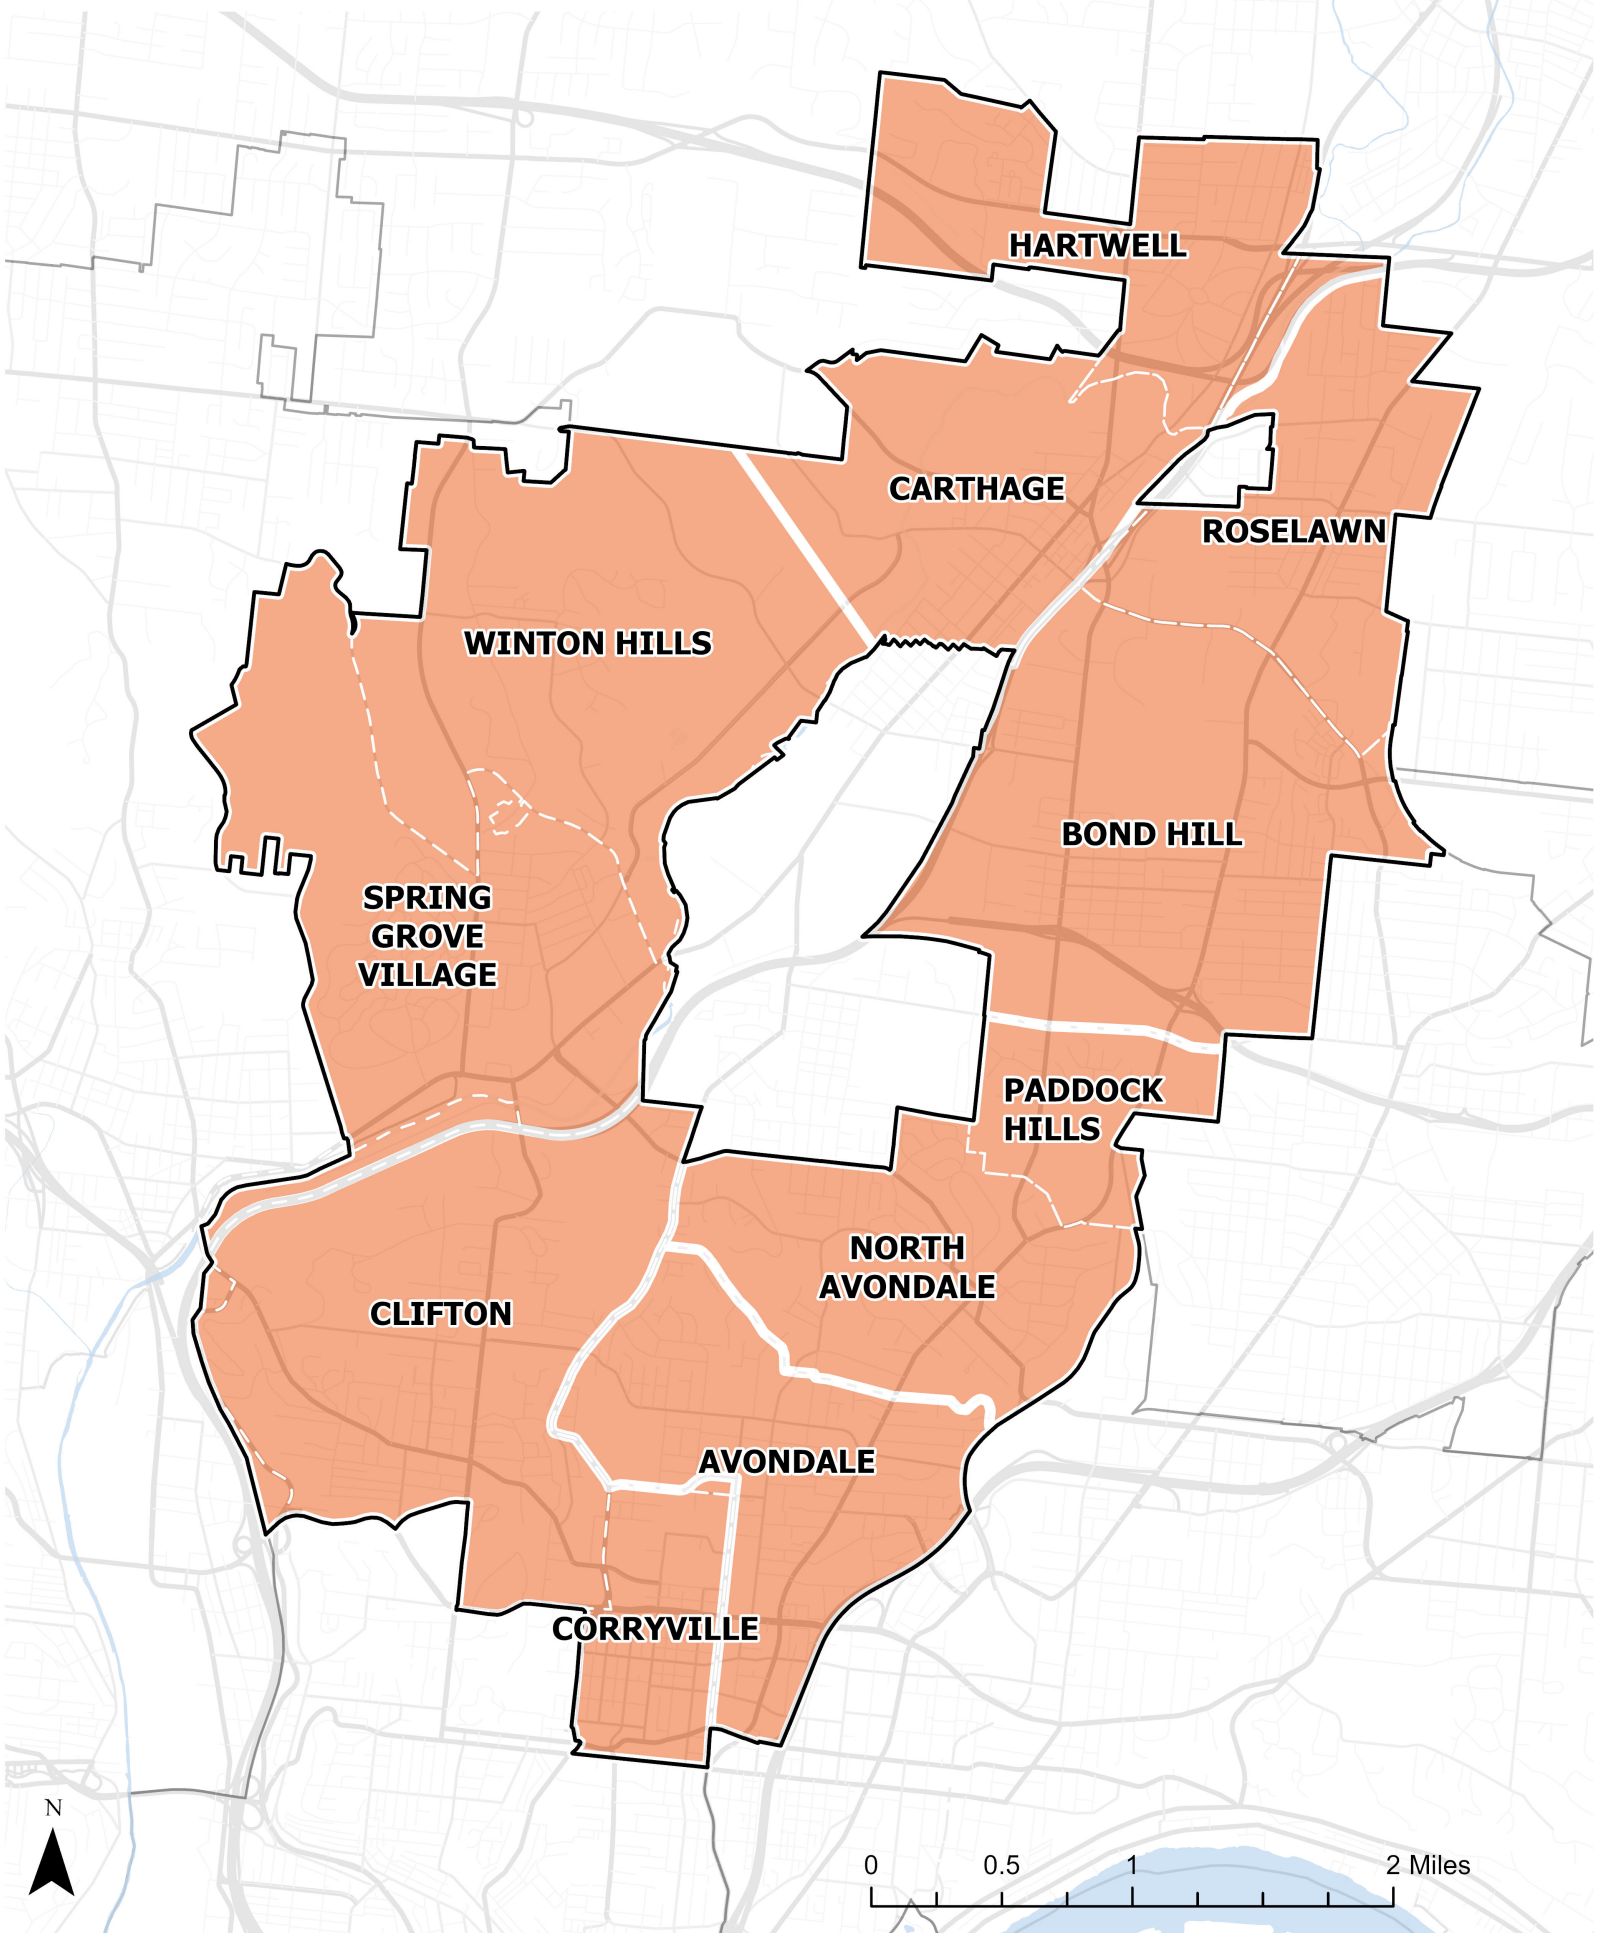 HARTWELL
CARTHAGE
ROSELAWN
WINTON HILLS
BOND HILL
SPRING
GROVE
VILLAGE
PADDOCK
HILLS
NORTH
AVONDALE
CLIFTON
AVONDALE
CORRYVILLE
N
0 0.5 1 2 Miles